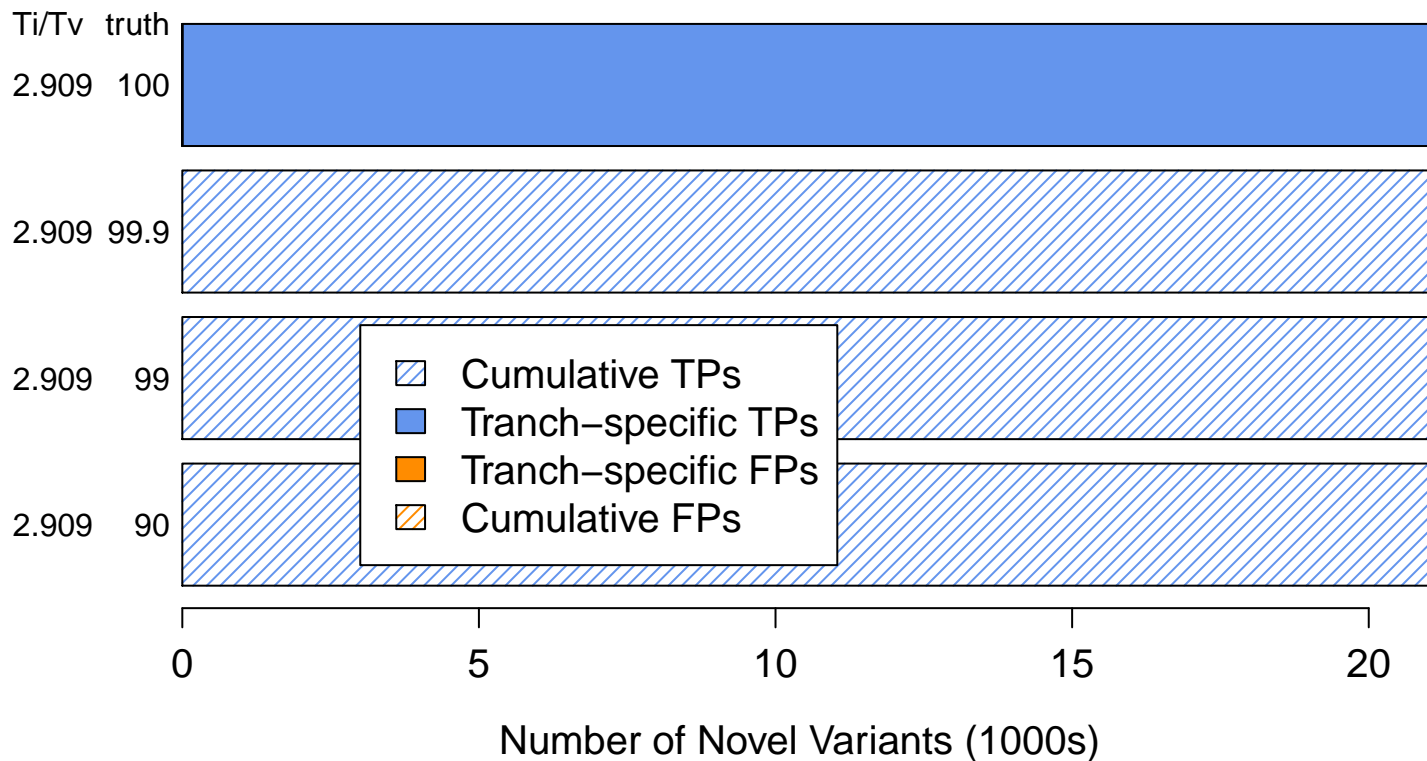 Ti/Tv truth
2.909 100
2.909 99.9
2.909 99
2.909 90
Cumulative TPs
Tranch−specific TPs
Tranch−specific FPs
Cumulative FPs
0 5 10 15 20
Number of Novel Variants (1000s)